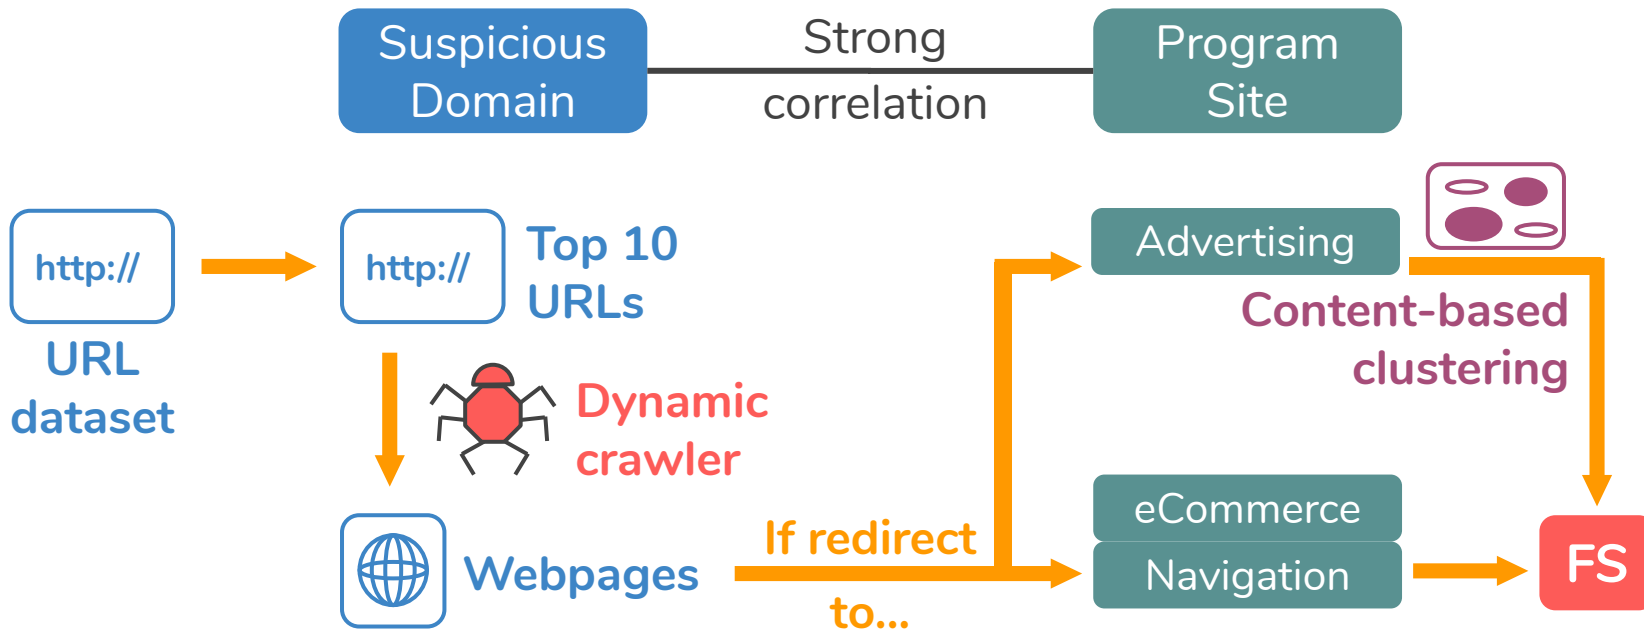 Suspicious
Domain
Strong
correlation
Program
Site
http://
URL
dataset
http://
Top 10
URLs
Dynamic
crawler
Webpages
If redirect
to...
Advertising
Content-based
clustering
eCommerce
Navigation
FS